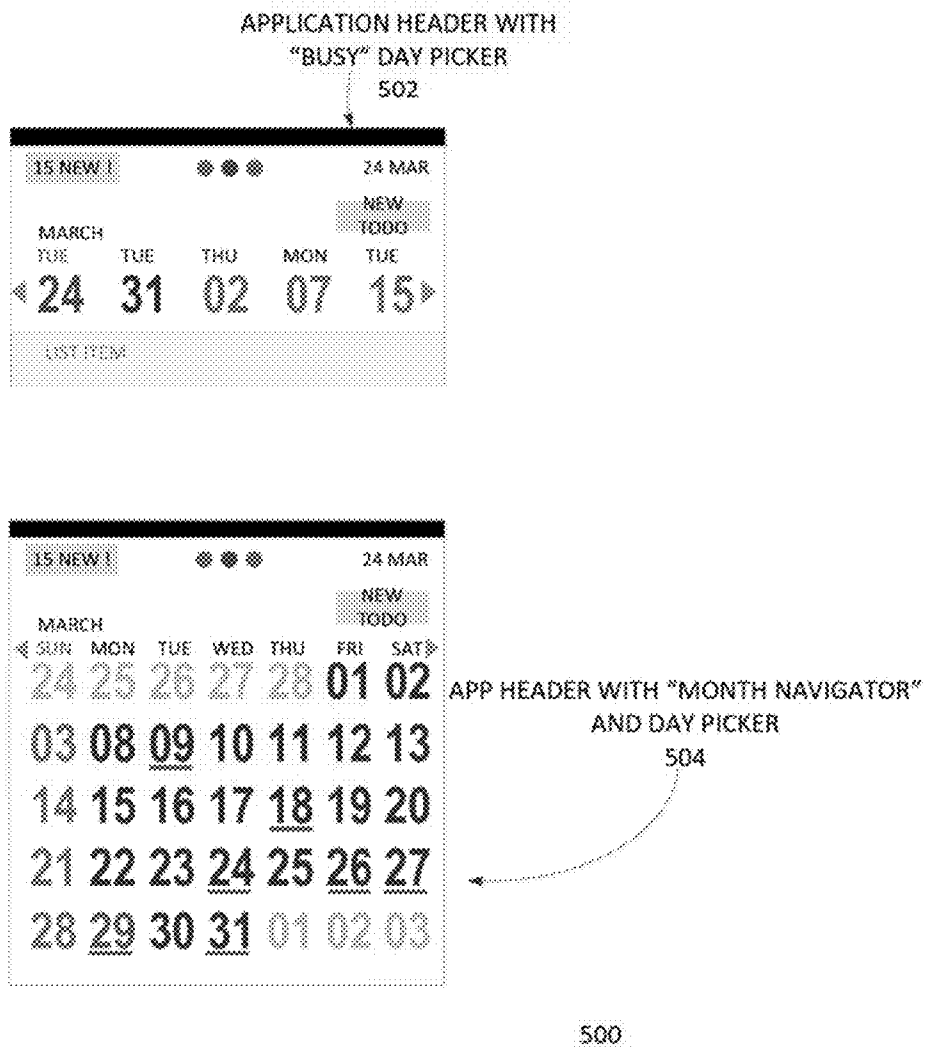 APPLICATION HEADER WITH
"BUSY" DAY PICKER
502
15 NEW !
24 MAR
NEW
TODO
MARCH
TUE TUE THU MON TUE
24 31 02 07 15
LIST ITEM
15 NEW !
24 MAR
NEW
TODO
MARCH
SUN MON TUE WED THU FRI SAT
24 25 26 27 28 01 02
03 08 09 10 11 12 13
14 15 16 17 18 19 20
21 22 23 24 25 26 27
28 29 30 31 01 02 03
APP HEADER WITH "MONTH NAVIGATOR"
AND DAY PICKER
504
500